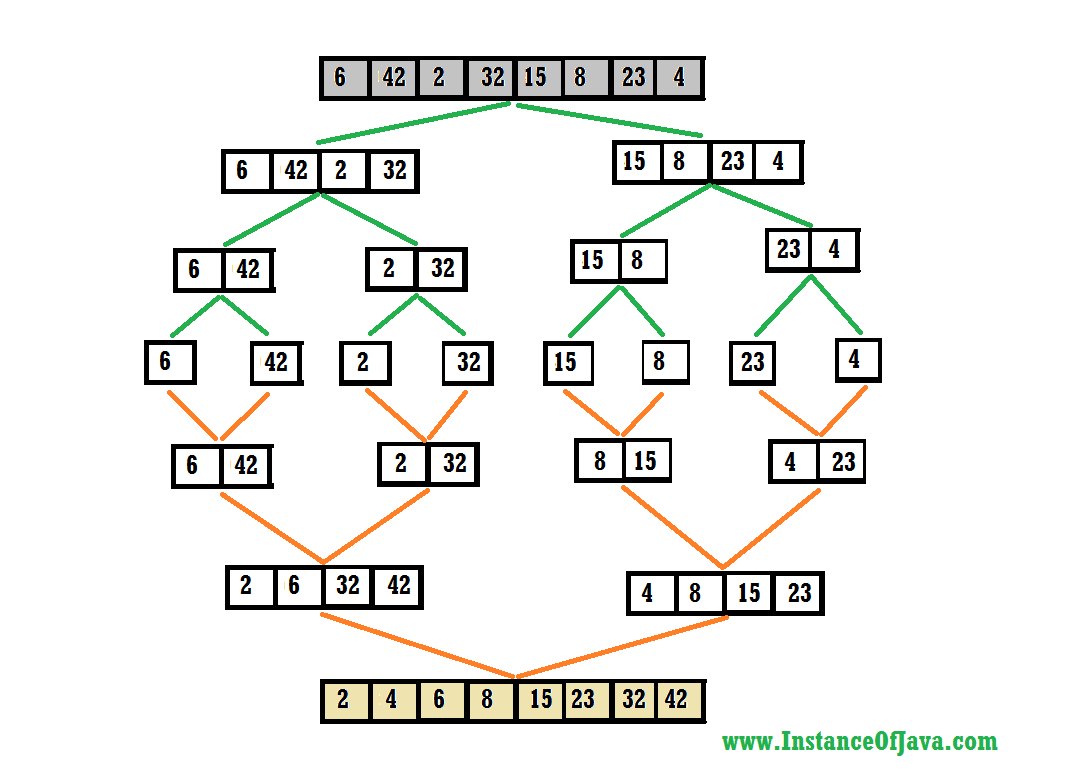 6 42 2 32 15 8 23 4
6 42 2 32
15 8 23 4
6 42
2 32
15 8
23 4
6
42
2
32
15
8
23
4
6 42
2 32
8 15
4 23
2 6 32 42
4 8 15 23
2 4 6 8 15 23 32 42
www.InstanceOfJava.com